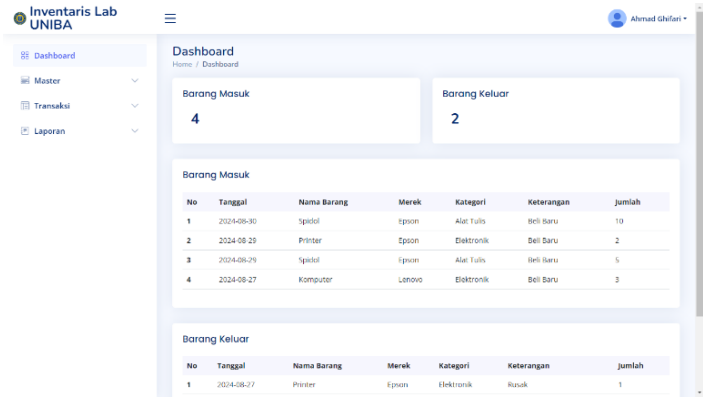 Inventaris Lab
UNIBA
Ahmad Ghifari
Dashboard
Master
Transaksi
Laporan
Dashboard
Home / Dashboard
Barang Masuk
4
Barang Keluar
2
Barang Masuk
No Tanggal Nama Barang Merek Kategori Keterangan Jumlah
1 2024-08-30 Spidol Epson Alat Tulis Beli Baru 10
2 2024-08-29 Printer Epson Elektronik Beli Baru 2
3 2024-08-29 Spidol Epson Alat Tulis Beli Baru 5
4 2024-08-27 Komputer Lenovo Elektronik Beli Baru 3
Barang Keluar
No Tanggal Nama Barang Merek Kategori Keterangan Jumlah
1 2024-08-27 Printer Epson Elektronik Rusak 1